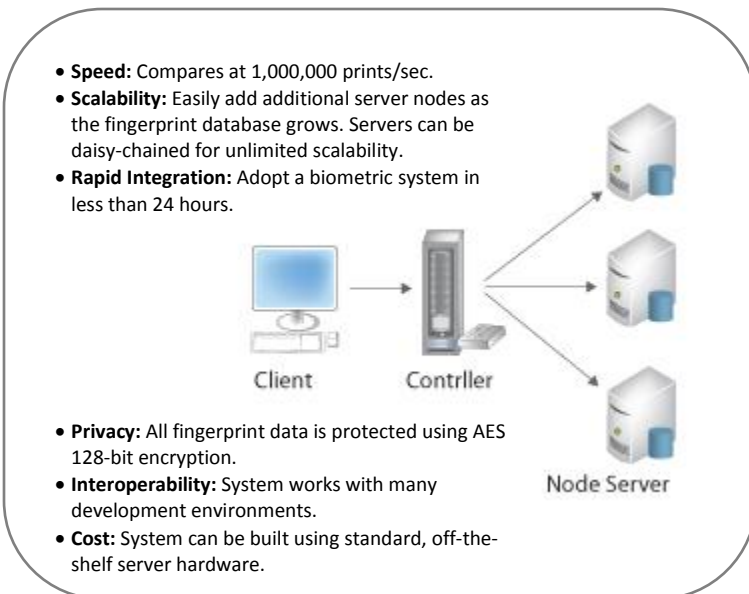 • Speed: Compares at 1,000,000 prints/sec.
• Scalability: Easily add additional server nodes as
the fingerprint database grows. Servers can be
daisy-chained for unlimited scalability.
• Rapid Integration: Adopt a biometric system in
less than 24 hours.
Client
Contrller
• Privacy: All fingerprint data is protected using AES
128-bit encryption.
Node Server
• Interoperability: System works with many
development environments.
• Cost: System can be built using standard, off-the-
shelf server hardware.